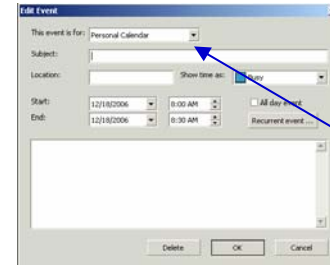 Edit Event
This event is for: Personal Calendar
Subject:
Location: Show time as: Busy
Start: 12/18/2006 8:00 AM All day event
End: 12/18/2006 8:30 AM Recurrent event ...
Delete OK Cancel